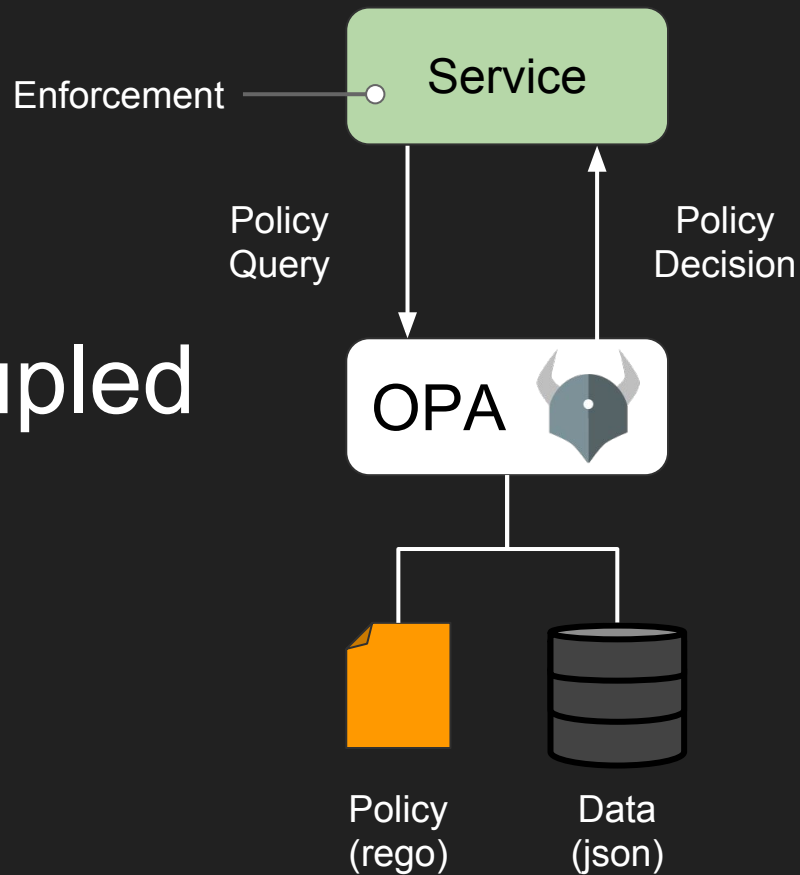 Service
Enforcement
Policy
Query
Policy
Decision
upled
OPA
Policy
(rego)
Data
(json)